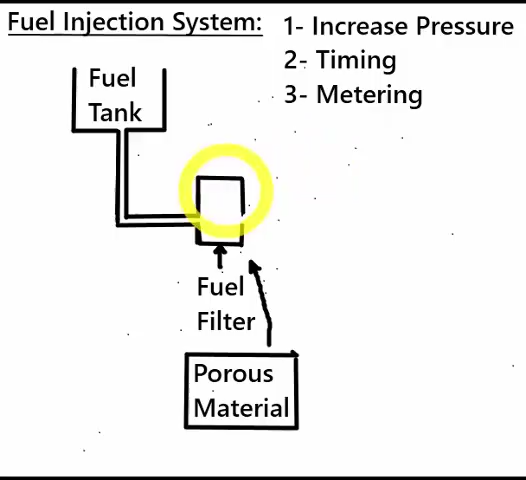 Fuel Injection System:
1- Increase Pressure
2- Timing
3- Metering
Fuel
Tank
Fuel
Filter
Porous
Material